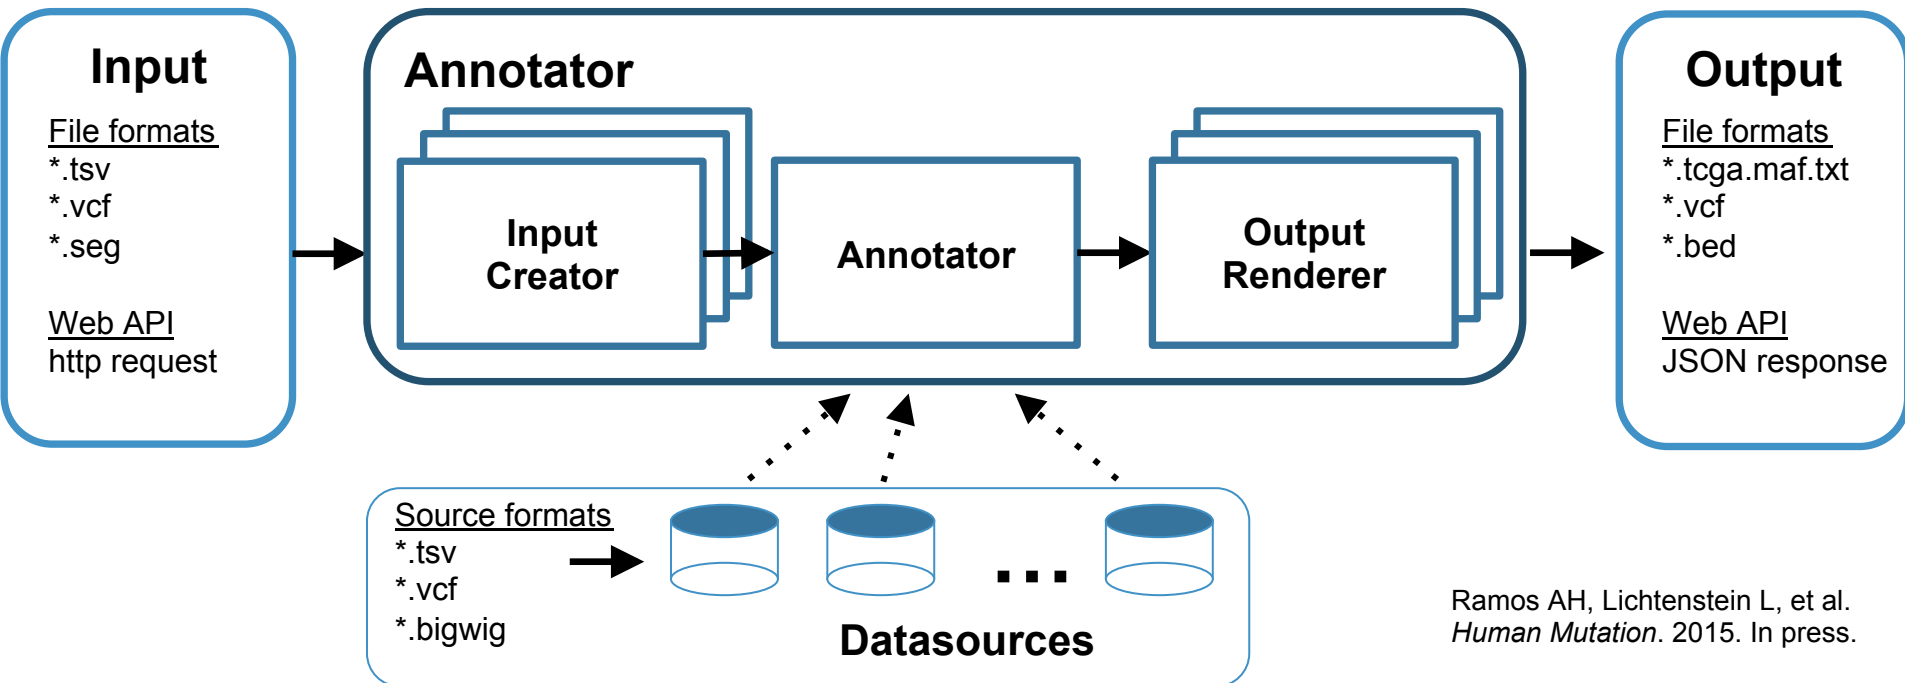 Input
File formats
*.tsv
*.vcf
*.seg
Web API
http request
Annotator
Input
Creator
Annotator
Output
Renderer
Output
File formats
*.tcga.maf.txt
*.vcf
*.bed
Web API
JSON response
Source formats
*.tsv
*.vcf
*.bigwig
...
Datasources
Ramos AH, Lichtenstein L, et al.
Human Mutation. 2015. In press.